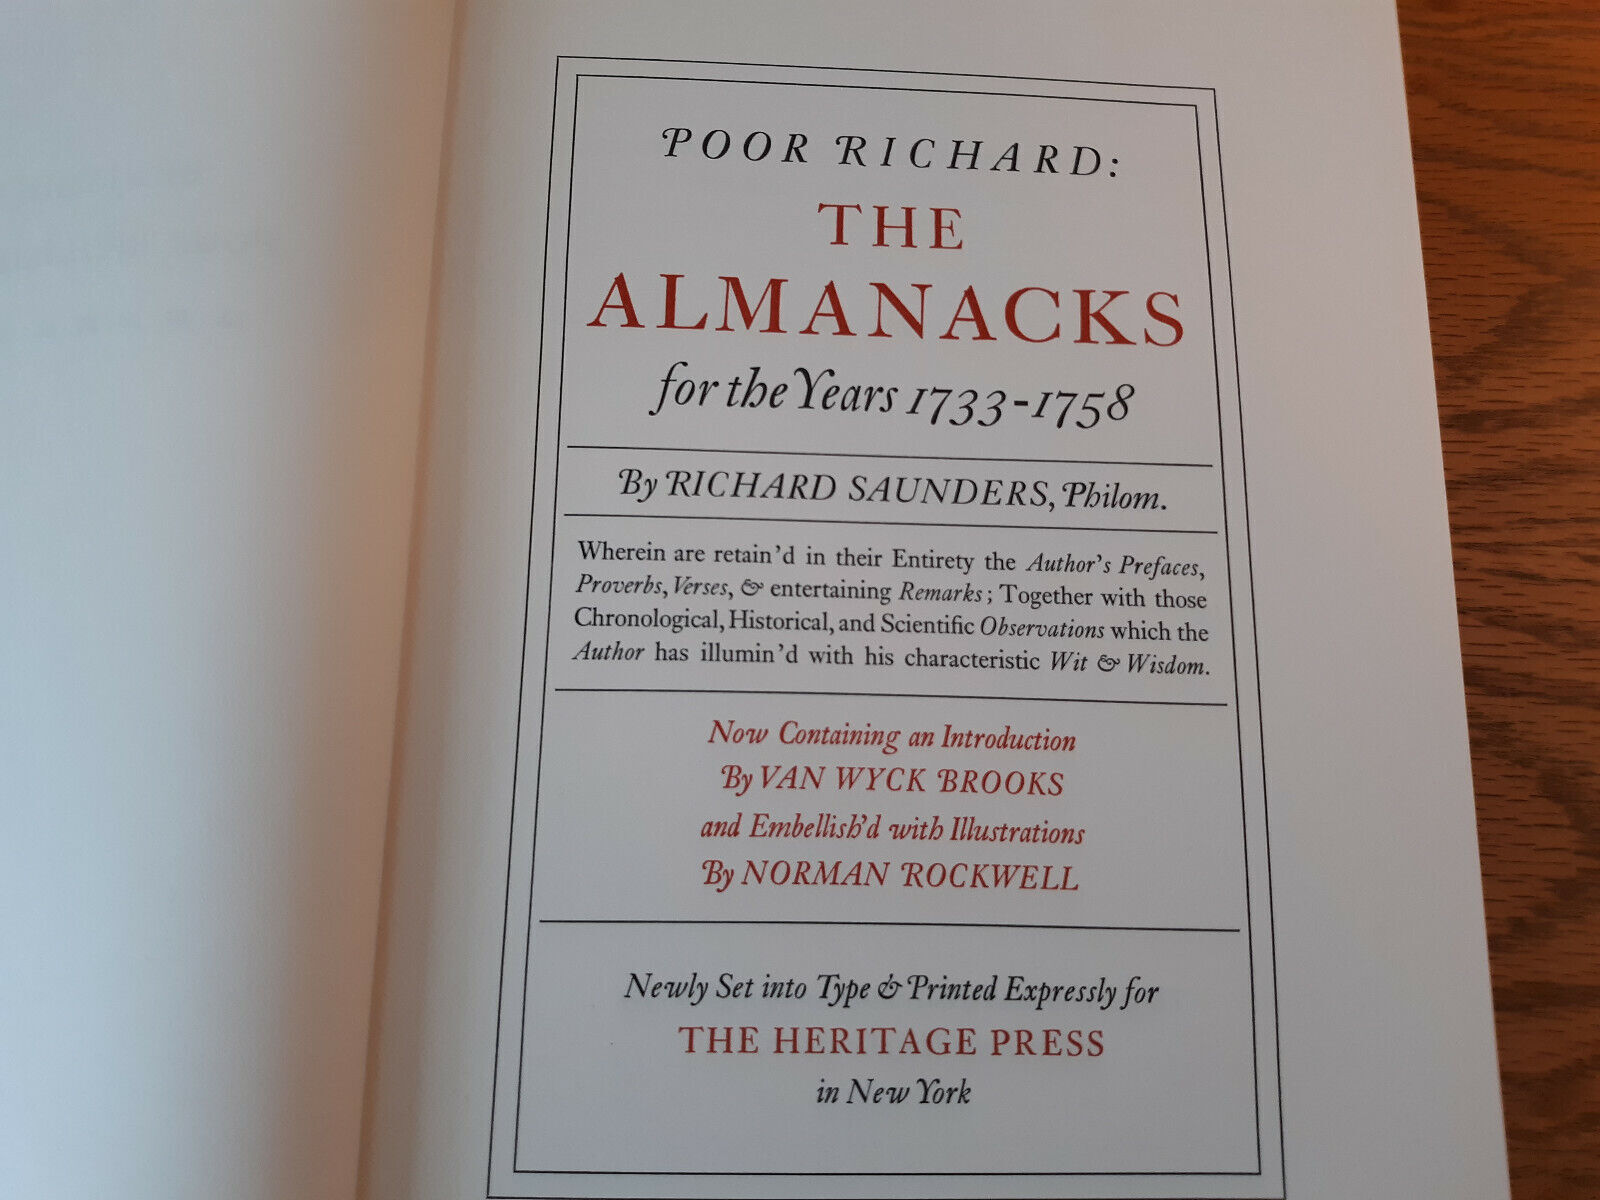 POOR RICHARD:
THE
ALMANACKS
for the Years 1733-1758
By RICHARD SAUNDERS, Philom.
Wherein are retain'd in their Entirety the Author's Prefaces,
Proverbs, Verses, & entertaining Remarks; Together with those
Chronological, Historical, and Scientific Observations which the
Author has illumin'd with his characteristic Wit & Wisdom.
Now Containing an Introduction
By VAN WYCK BROOKS
and Embellish'd with Illustrations
By NORMAN ROCKWELL
Newly Set into Type & Printed Expressly for
THE HERITAGE PRESS
in New York